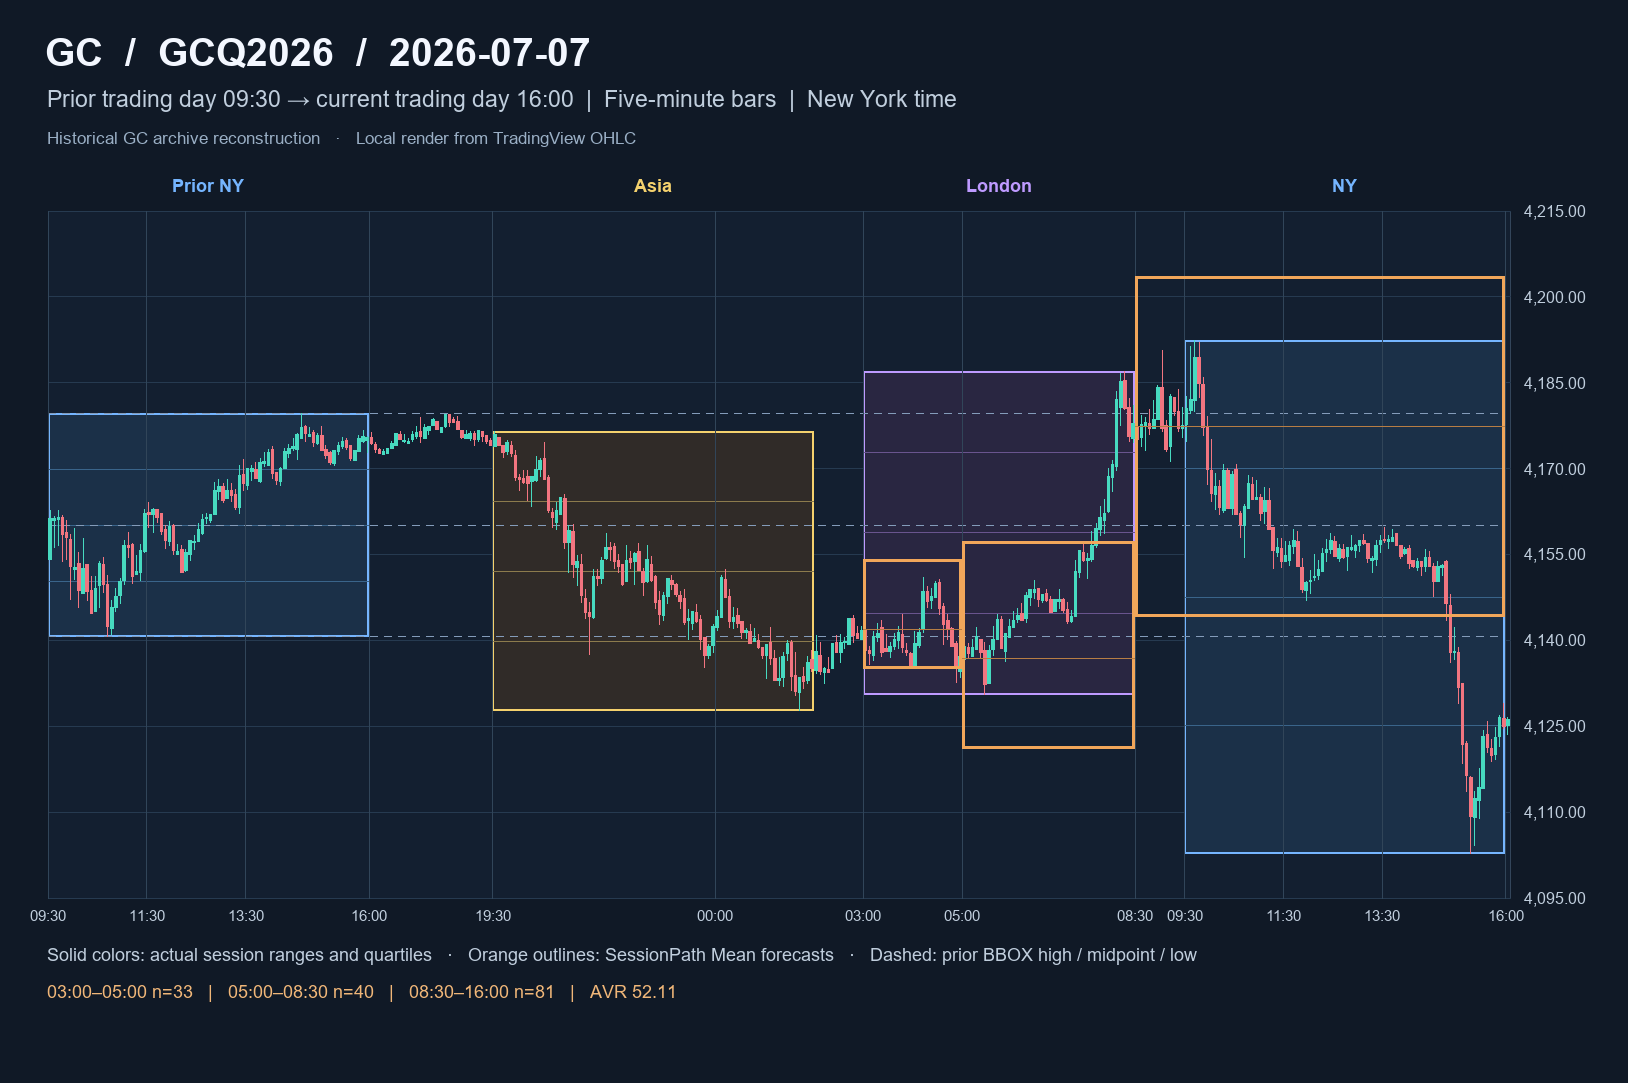 GC / GCQ2026 / 2026-07-07
Prior trading day 09:30 → current trading day 16:00 | Five-minute bars | New York time
Historical GC archive reconstruction · Local render from TradingView OHLC
Prior NY Asia London NY
4,215.00
4,200.00
4,185.00
4,170.00
4,155.00
4,140.00
4,125.00
4,110.00
4,095.00
09:30 11:30 13:30 16:00 19:30 00:00 03:00 05:00 08:30 09:30 11:30 13:30 16:00
Solid colors: actual session ranges and quartiles · Orange outlines: SessionPath Mean forecasts · Dashed: prior BBOX high / midpoint / low
03:00–05:00 n=33 | 05:00–08:30 n=40 | 08:30–16:00 n=81 | AVR 52.11